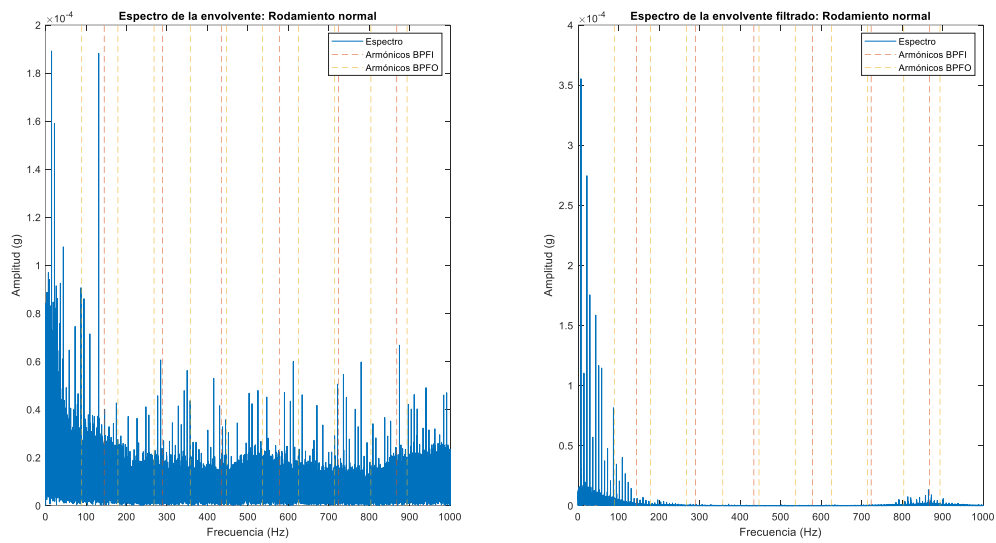 Espectro de la envolvente: Rodamiento normal
×10⁻⁴
2
1.8
1.6
1.4
1.2
1
0.8
0.6
0.4
0.2
0
Amplitud (g)
0 100 200 300 400 500 600 700 800 900 1000
Frecuencia (Hz)
Espectro
Armónicos BPFI
Armónicos BPFO
Espectro de la envolvente filtrado: Rodamiento normal
×10⁻⁴
4
3.5
3
2.5
2
1.5
1
0.5
0
Amplitud (g)
0 100 200 300 400 500 600 700 800 900 1000
Frecuencia (Hz)
Espectro
Armónicos BPFI
Armónicos BPFO